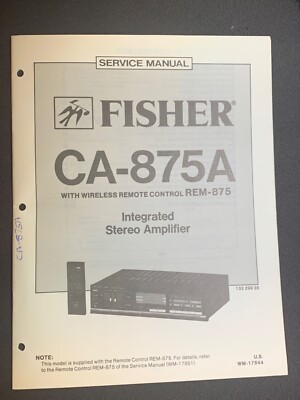 SERVICE MANUAL
FISHER
CA-875A
WITH WIRELESS REMOTE CONTROL REM-875
Integrated
Stereo Amplifier
CA-875A
NOTE:
This model is supplied with the Remote Control REM-875. For details, refer
to the Remote Control REM-875 of the Service Manual (WM-17951).
U.S.
WM-17944